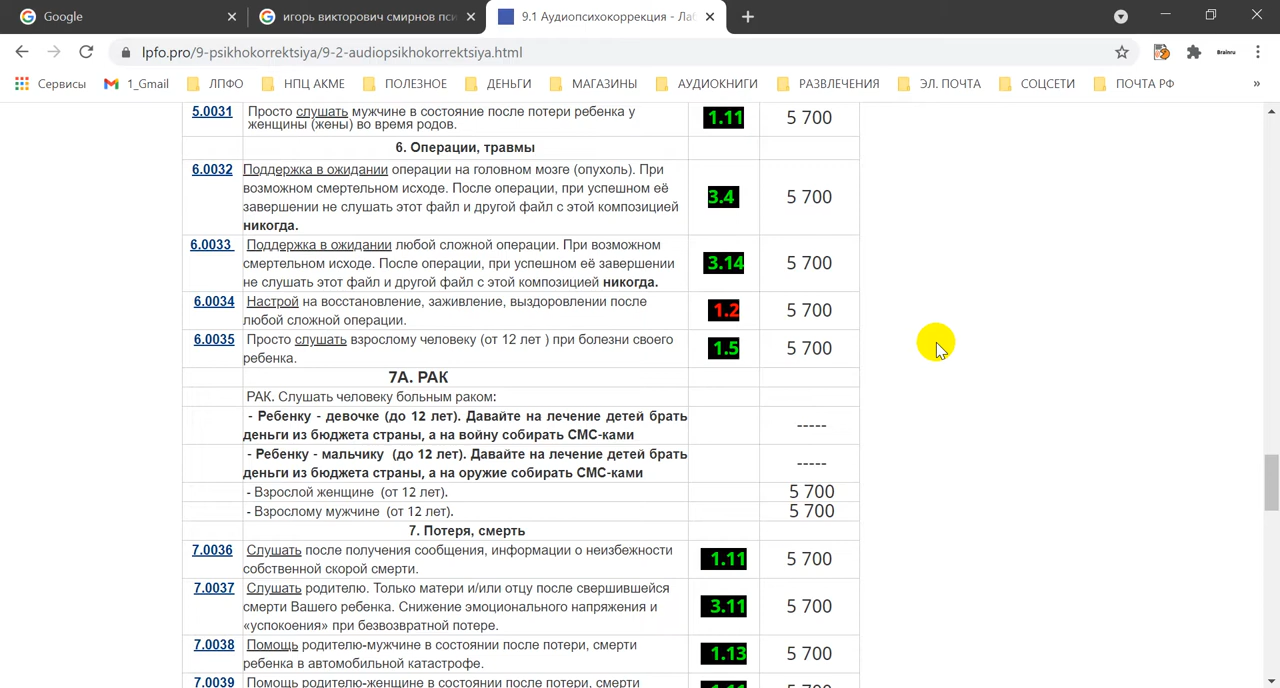 Google
игорь викторович смирнов пси
9.1 Аудиопсихокоррекция - Ла
lpfo.pro/9-psikhokorrektsiya/9-2-audiopsikhokorrektsiya.html
Brainru
Сервисы 1_Gmail ЛПФО НПЦ АКМЕ ПОЛЕЗНОЕ ДЕНЬГИ МАГАЗИНЫ АУДИОКНИГИ РАЗВЛЕЧЕНИЯ ЭЛ. ПОЧТА СОЦСЕТИ ПОЧТА РФ »
5.0031 Просто слушать мужчине в состояние после потери ребенка у 1.11 5 700
женщины (жены) во время родов.
6. Операции, травмы
6.0032 Поддержка в ожидании операции на головном мозге (опухоль). При
возможном смертельном исходе. После операции, при успешном её 3.4 5 700
завершении не слушать этот файл и другой файл с этой композицией
никогда.
6.0033 Поддержка в ожидании любой сложной операции. При возможном
смертельном исходе. После операции, при успешном её завершении 3.14 5 700
не слушать этот файл и другой файл с этой композицией никогда.
6.0034 Настрой на восстановление, заживление, выздоровлении после 1.2 5 700
любой сложной операции.
6.0035 Просто слушать взрослому человеку (от 12 лет ) при болезни своего 1.5 5 700
ребенка.
7А. РАК
РАК. Слушать человеку больным раком:
- Ребенку - девочке (до 12 лет). Давайте на лечение детей брать -----
деньги из бюджета страны, а на войну собирать СМС-ками
- Ребенку - мальчику (до 12 лет). Давайте на лечение детей брать -----
деньги из бюджета страны, а на оружие собирать СМС-ками
- Взрослой женщине (от 12 лет). 5 700
- Взрослому мужчине (от 12 лет). 5 700
7. Потеря, смерть
7.0036 Слушать после получения сообщения, информации о неизбежности 1.11 5 700
собственной скорой смерти.
7.0037 Слушать родителю. Только матери и/или отцу после свершившейся
смерти Вашего ребенка. Снижение эмоционального напряжения и 3.11 5 700
«успокоения» при безвозвратной потере.
7.0038 Помощь родителю-мужчине в состоянии после потери, смерти 1.13 5 700
ребенка в автомобильной катастрофе.
7.0039 Помощь родителю-женщине в состоянии после потери, смерти 1.11 5 700